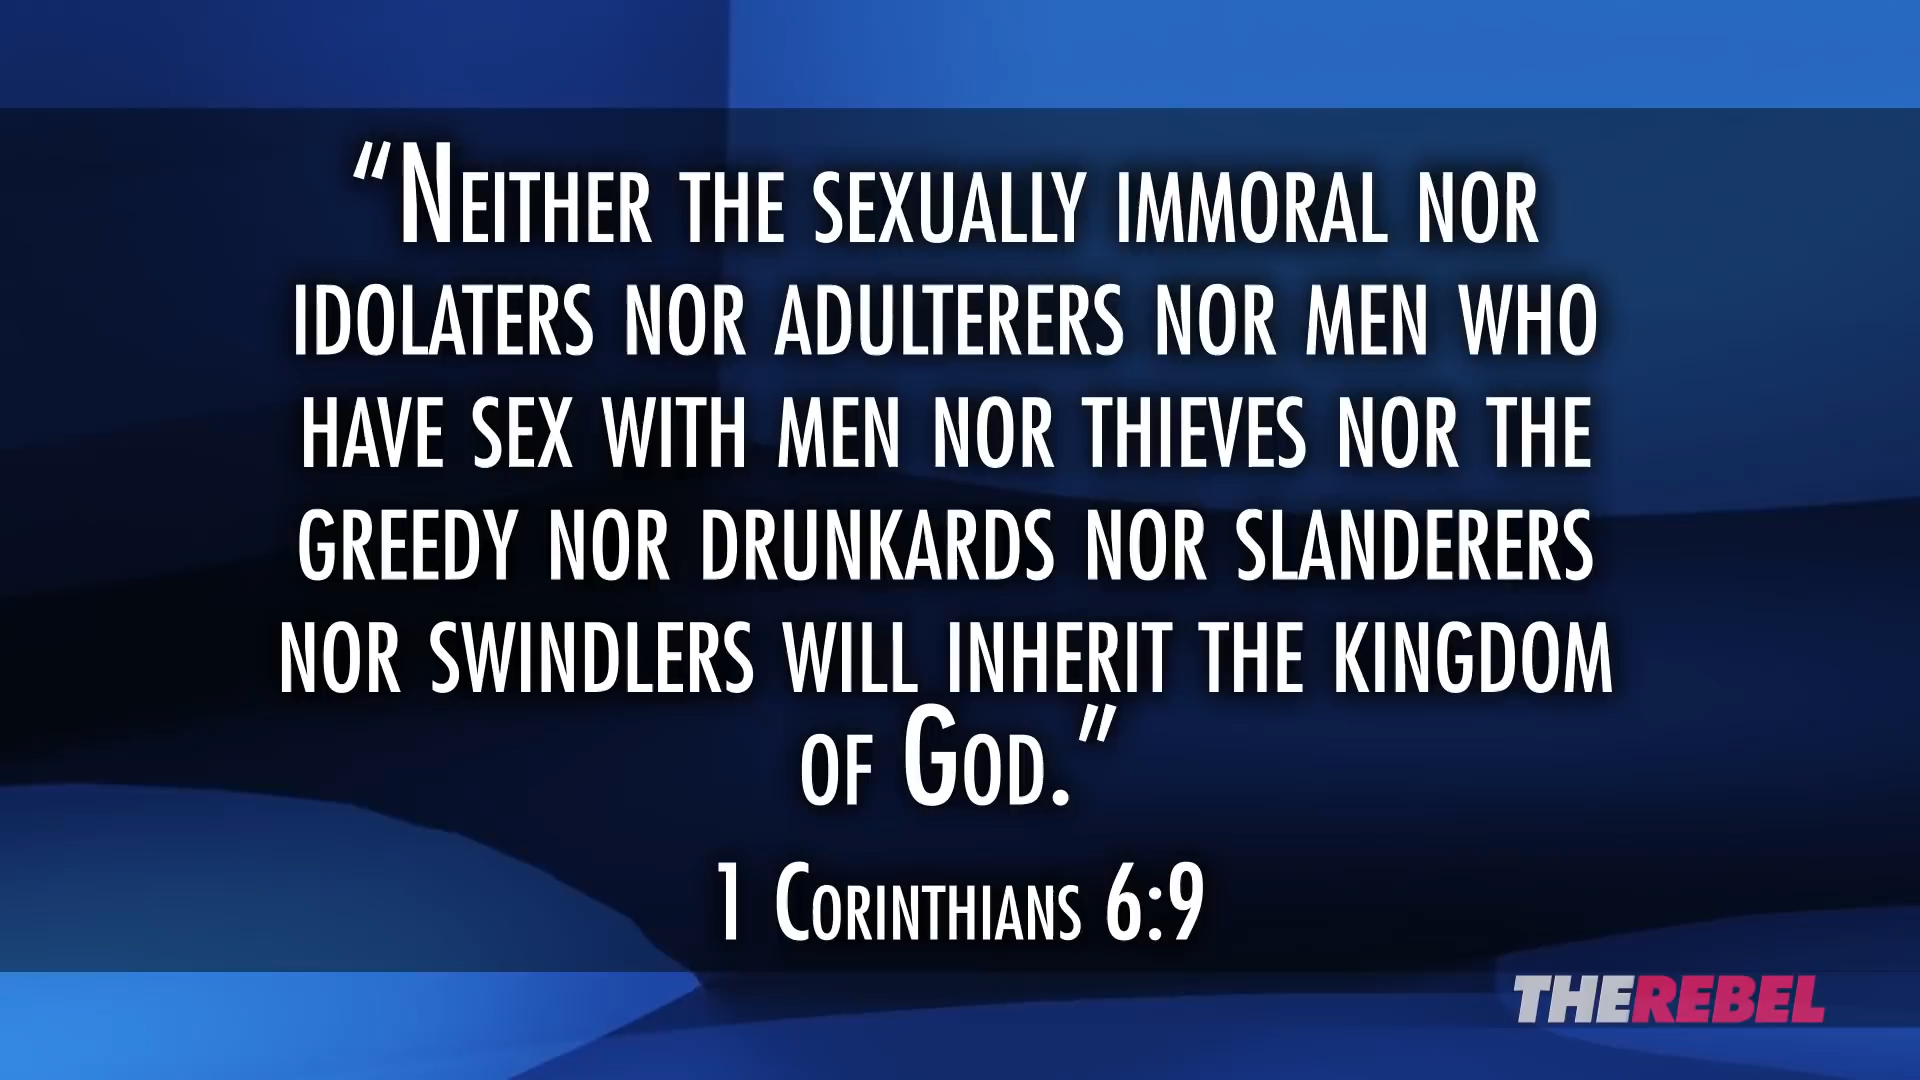 “Neither the sexually immoral nor
idolaters nor adulterers nor men who
have sex with men nor thieves nor the
greedy nor drunkards nor slanderers
nor swindlers will inherit the kingdom
of God.”
1 Corinthians 6:9
THEREBEL